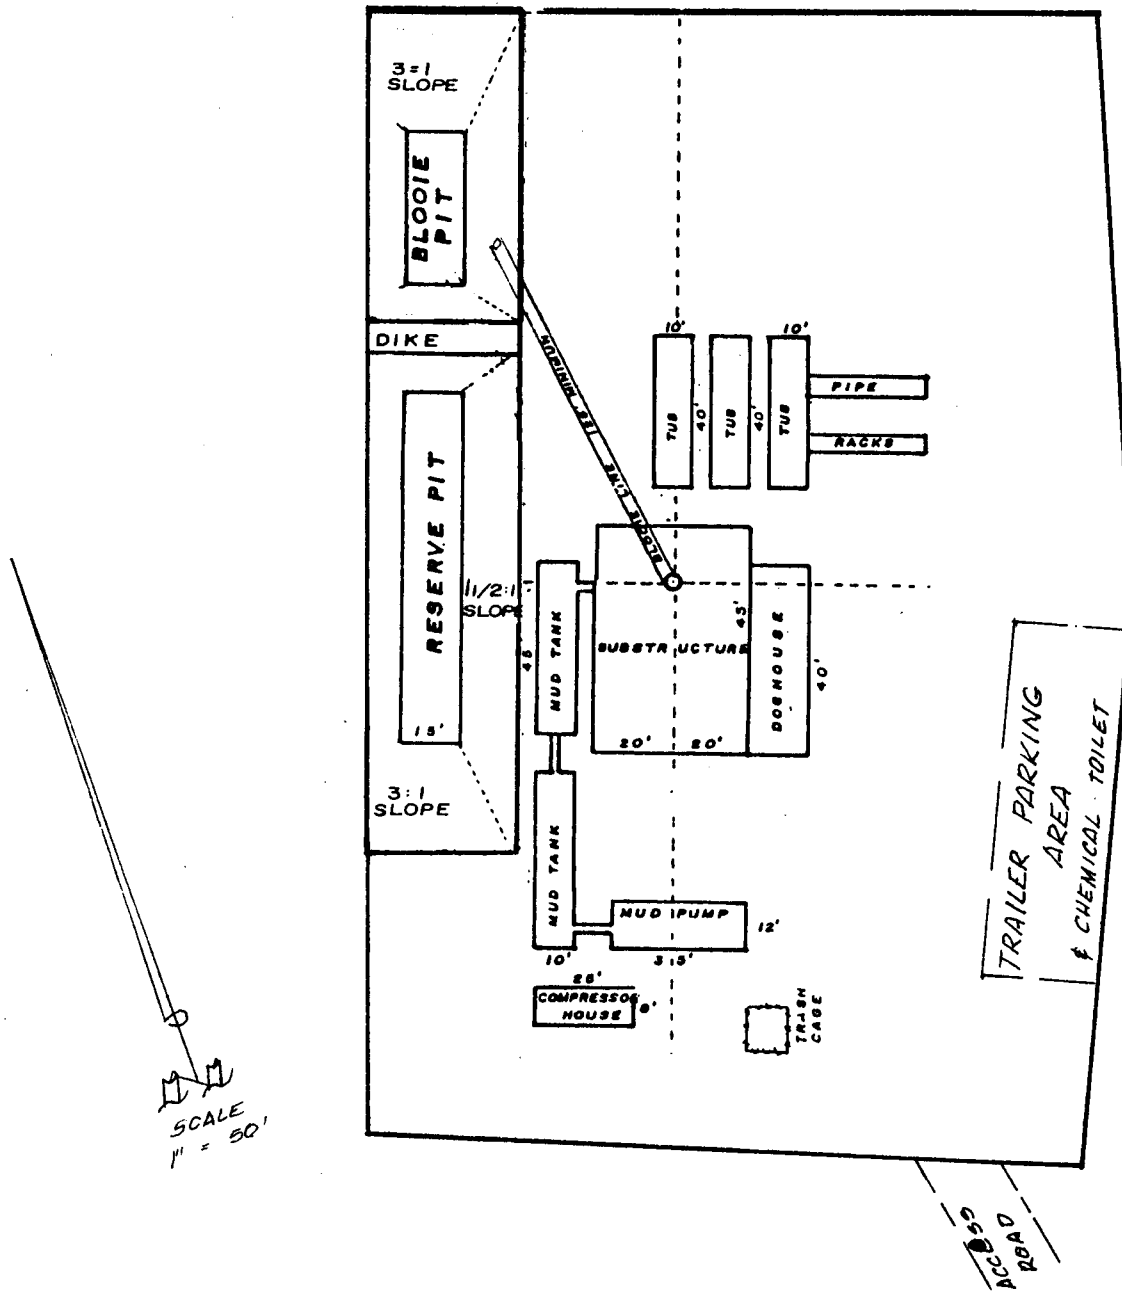 3=1
SLOPE
BLOOIE
PIT
DIKE
BLOOIE LINE 125' MINIMUM
10'
10'
TUB
40'
TUB
40'
TUB
PIPE
RACKS
RESERVE PIT
15'
1 1/2:1
SLOPE
3:1
SLOPE
MUD TANK
45'
SUBSTRUCTURE
45'
20'
20'
DOGHOUSE
40'
MUD TANK
10'
MUD PUMP
12'
35'
COMPRESSOR
HOUSE
8'
TRASH
CAGE
TRAILER PARKING
AREA
& CHEMICAL TOILET
SCALE
1" = 50'
ACCESS
ROAD